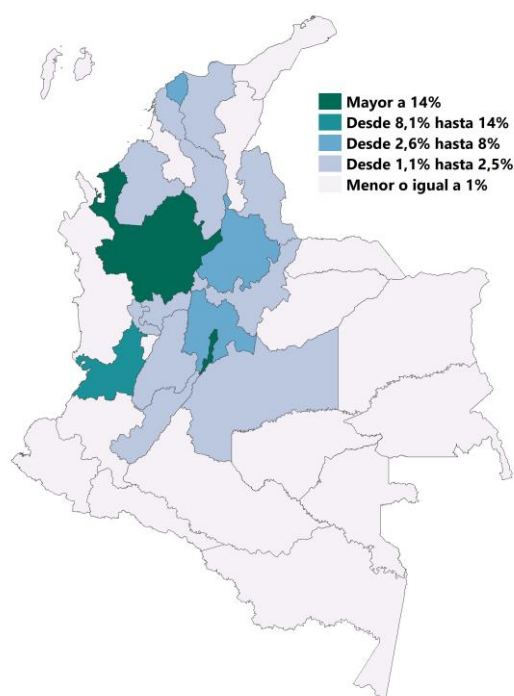 Mayor a 14%
Desde 8,1% hasta 14%
Desde 2,6% hasta 8%
Desde 1,1% hasta 2,5%
Menor o igual a 1%